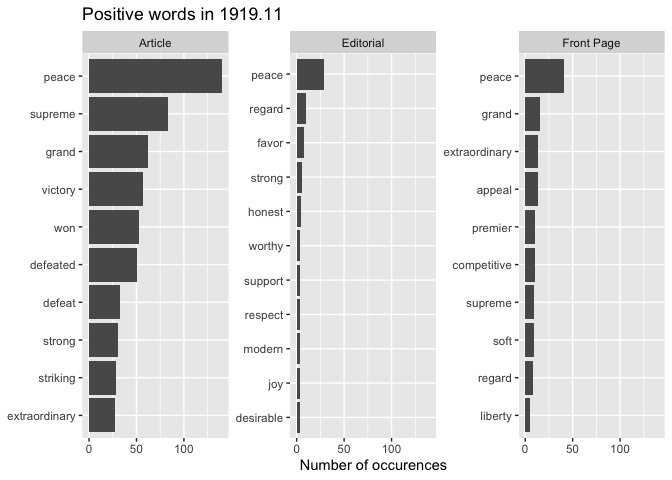 Positive words in 1919.11
Article
peace
supreme
grand
victory
won
defeated
defeat
strong
striking
extraordinary
0 50 100
Editorial
peace
regard
favor
strong
honest
worthy
support
respect
modern
joy
desirable
0 50 100
Front Page
peace
grand
extraordinary
appeal
premier
competitive
supreme
soft
regard
liberty
0 50 100
Number of occurences